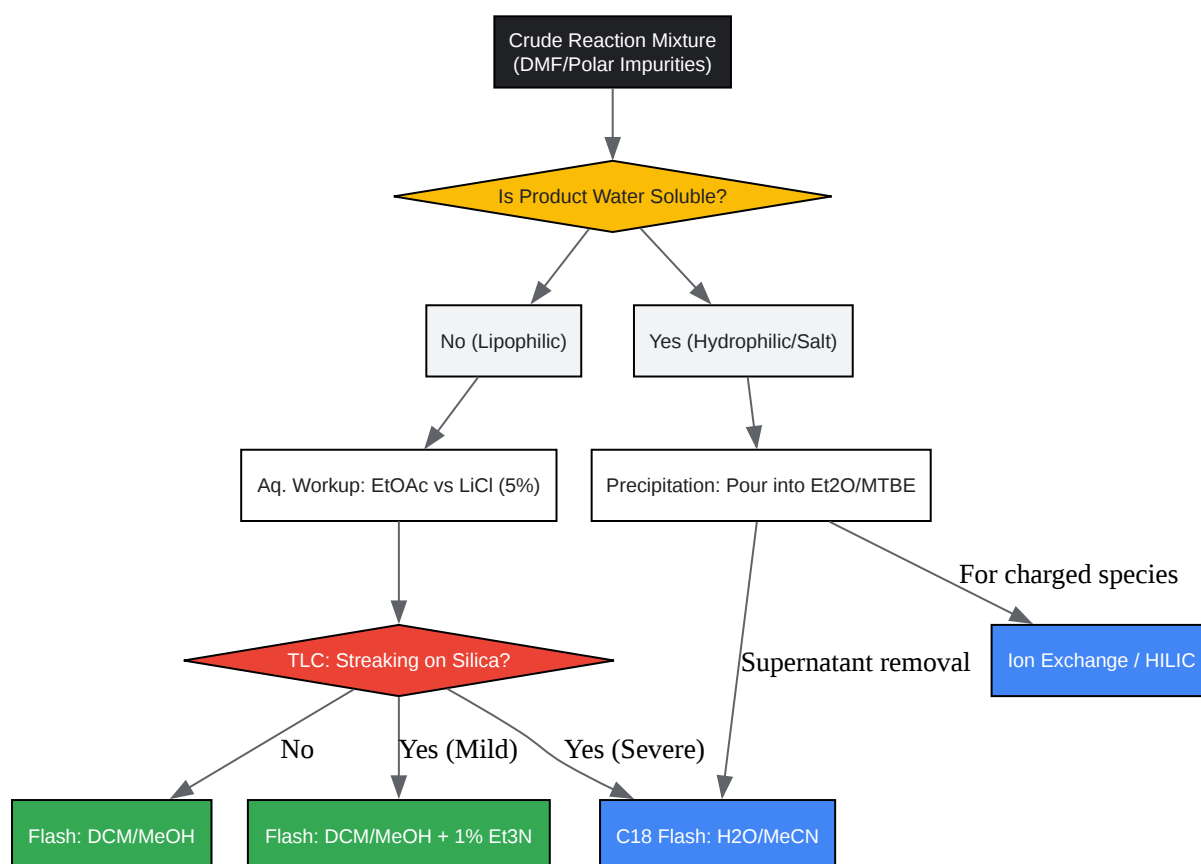 Crude Reaction Mixture
(DMF/Polar Impurities)
Is Product Water Soluble?
No (Lipophilic)
Yes (Hydrophilic/Salt)
Aq. Workup: EtOAc vs LiCl (5%)
Precipitation: Pour into Et2O/MTBE
For charged species
TLC: Streaking on Silica?
Supernatant removal
Ion Exchange / HILIC
No
Yes (Mild)
Yes (Severe)
Flash: DCM/MeOH
Flash: DCM/MeOH + 1% Et3N
C18 Flash: H2O/MeCN